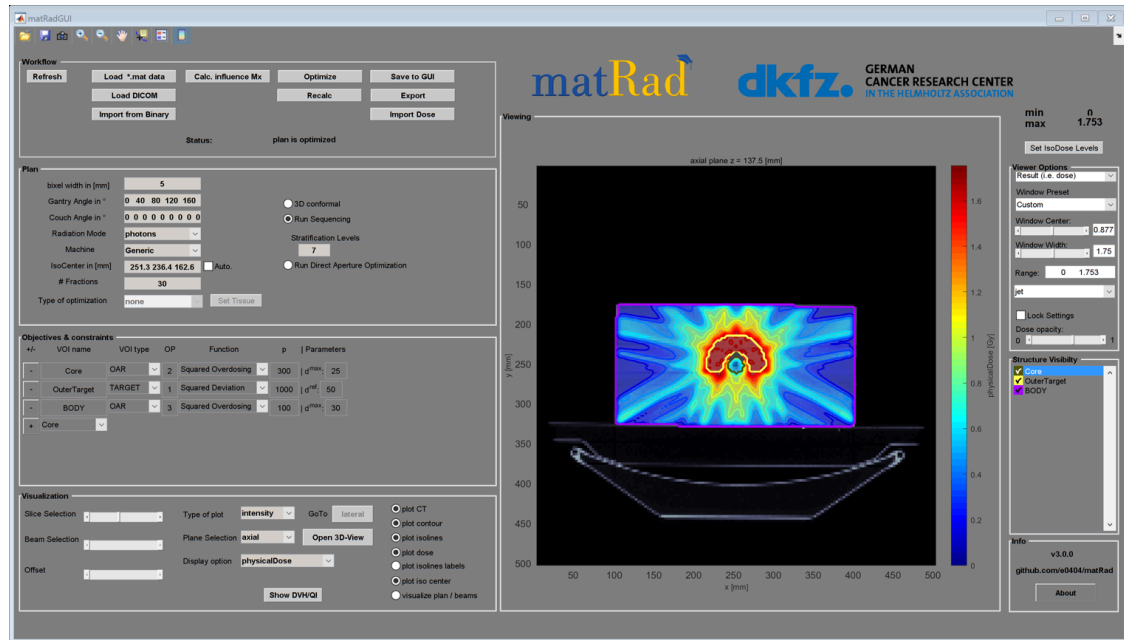 matRadGUI
Workflow
Refresh Load *.mat data Calc. influence Mx Optimize Save to GUI
Load DICOM Recalc Export
Import from Binary Import Dose
Status: plan is optimized
matRad dkfz. GERMAN
CANCER RESEARCH CENTER
IN THE HELMHOLTZ ASSOCIATION
Plan
bixel width in [mm] 5
Gantry Angle in ° 0 40 80 120 160
Couch Angle in ° 0 0 0 0 0 0 0 0 0
Radiation Mode photons
Machine Generic
IsoCenter in [mm] 251.3 236.4 162.6 Auto.
# Fractions 30
Type of optimization none Set Tissue
3D conformal
Run Sequencing
Stratification Levels
7
Run Direct Aperture Optimization
Objectives & constraints
+/- VOI name VOI type OP Function p | Parameters
- Core OAR 2 Squared Overdosing 300 | d^max: 25
- OuterTarget TARGET 1 Squared Deviation 1000 | d^ref: 50
- BODY OAR 3 Squared Overdosing 100 | d^max: 30
+ Core
Visualization
Slice Selection
Beam Selection
Offset
Type of plot intensity GoTo lateral
Plane Selection axial Open 3D-View
Display option physicalDose
Show DVH/QI
plot CT
plot contour
plot isolines
plot dose
plot isolines labels
plot iso center
visualize plan / beams
Viewing
axial plane z = 137.5 [mm]
50
100
150
200
250
300
350
400
450
500
y [mm]
50 100 150 200 250 300 350 400 450 500
x [mm]
1.6
1.4
1.2
1
0.8
0.6
0.4
0.2
0
physicalDose [Gy]
min 0
max 1.753
Set IsoDose Levels
Viewer Options
Result (i.e. dose)
Window Preset
Custom
Window Center:
0.877
Window Width:
1.75
Range: 0 1.753
jet
Lock Settings
Dose opacity:
0 1
Structure Visibilty
Core
OuterTarget
BODY
Info
v3.0.0
github.com/e0404/matRad
About